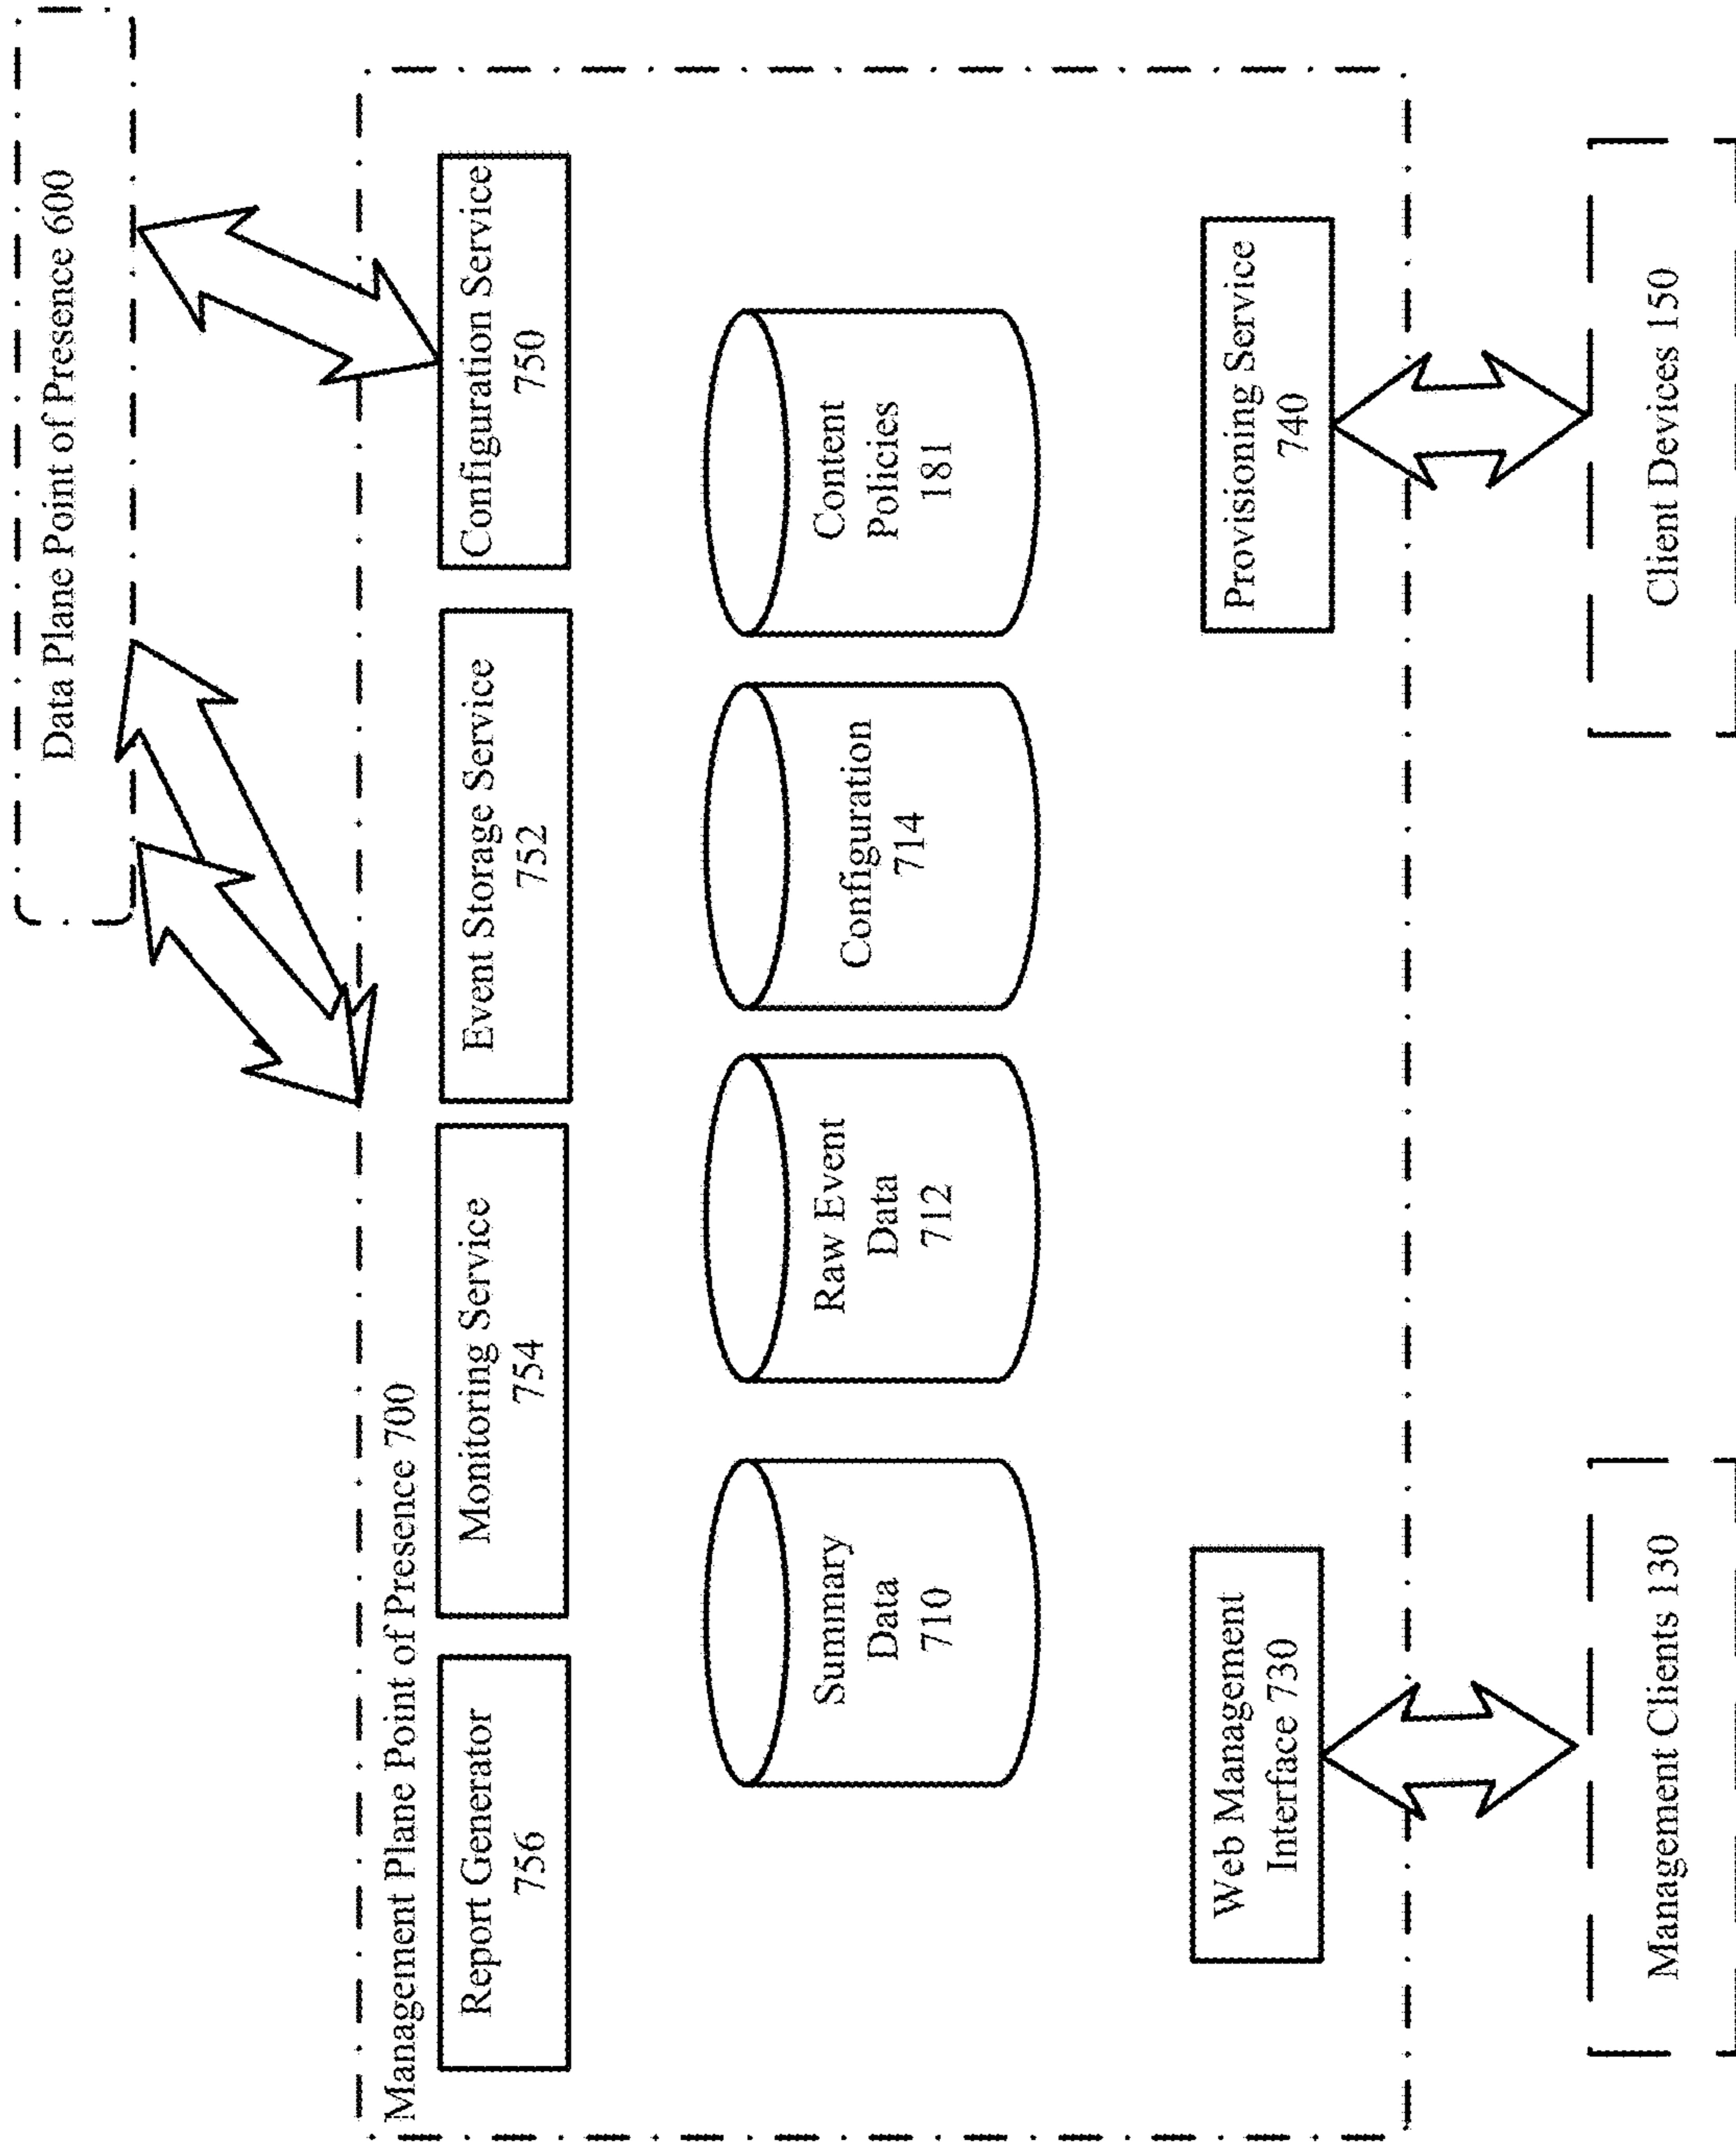 Data Plane Point of Presence 600
Management Plane Point of Presence 700
Report Generator
756
Monitoring Service
754
Event Storage Service
752
Configuration Service
750
Summary
Data
710
Raw Event
Data
712
Configuration
714
Content
Policies
181
Web Management
Interface 730
Provisioning Service
740
Management Clients 130
Client Devices 150